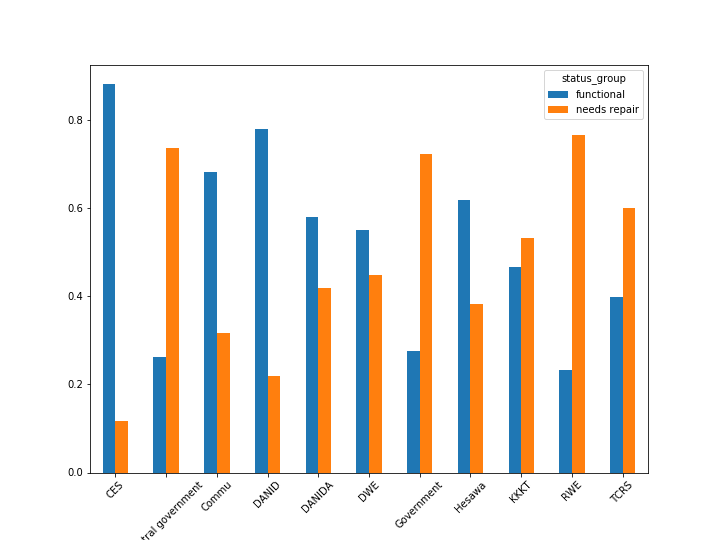 status_group
functional
needs repair
0.8
0.6
0.4
0.2
0.0
CES
tral government
Commu
DANID
DANIDA
DWE
Government
Hesawa
KKKT
RWE
TCRS